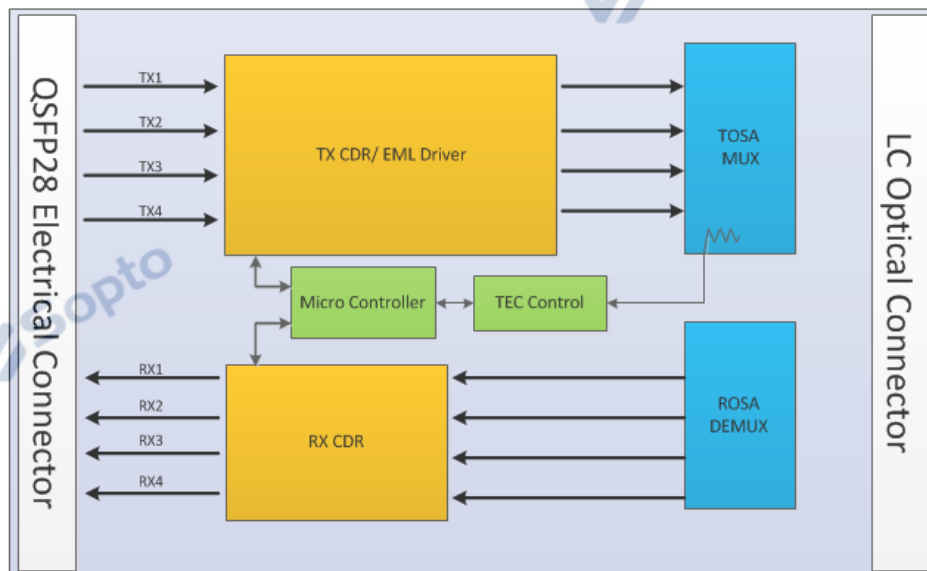 QSFP28 Electrical Connector
TX1
TX2
TX3
TX4
TX CDR/ EML Driver
TOSA
MUX
LC Optical Connector
Micro Controller
TEC Control
RX1
RX2
RX3
RX4
RX CDR
ROSA
DEMUX
sopto